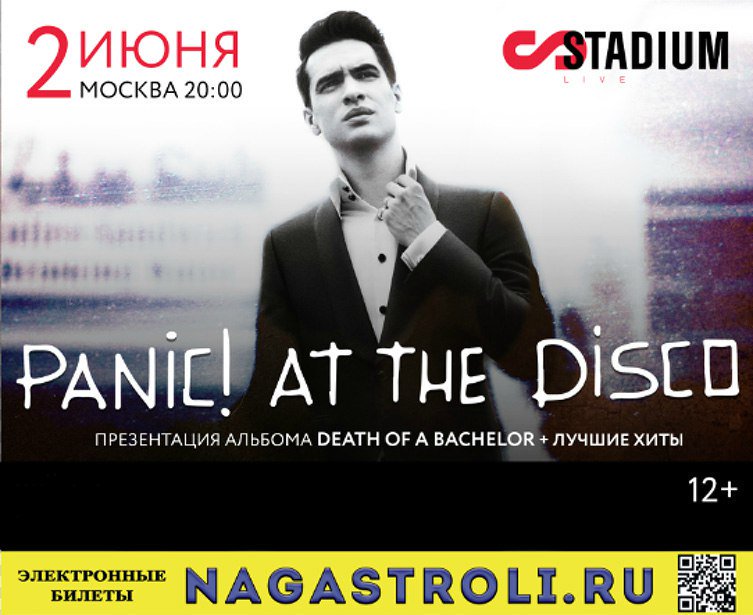 2 ИЮНЯ
МОСКВА 20:00
STADIUM
LIVE
PANIC! AT THE DISCO
ПРЕЗЕНТАЦИЯ АЛЬБОМА DEATH OF A BACHELOR + ЛУЧШИЕ ХИТЫ
12+
ЭЛЕКТРОННЫЕ
БИЛЕТЫ
NAGASTROLI.RU